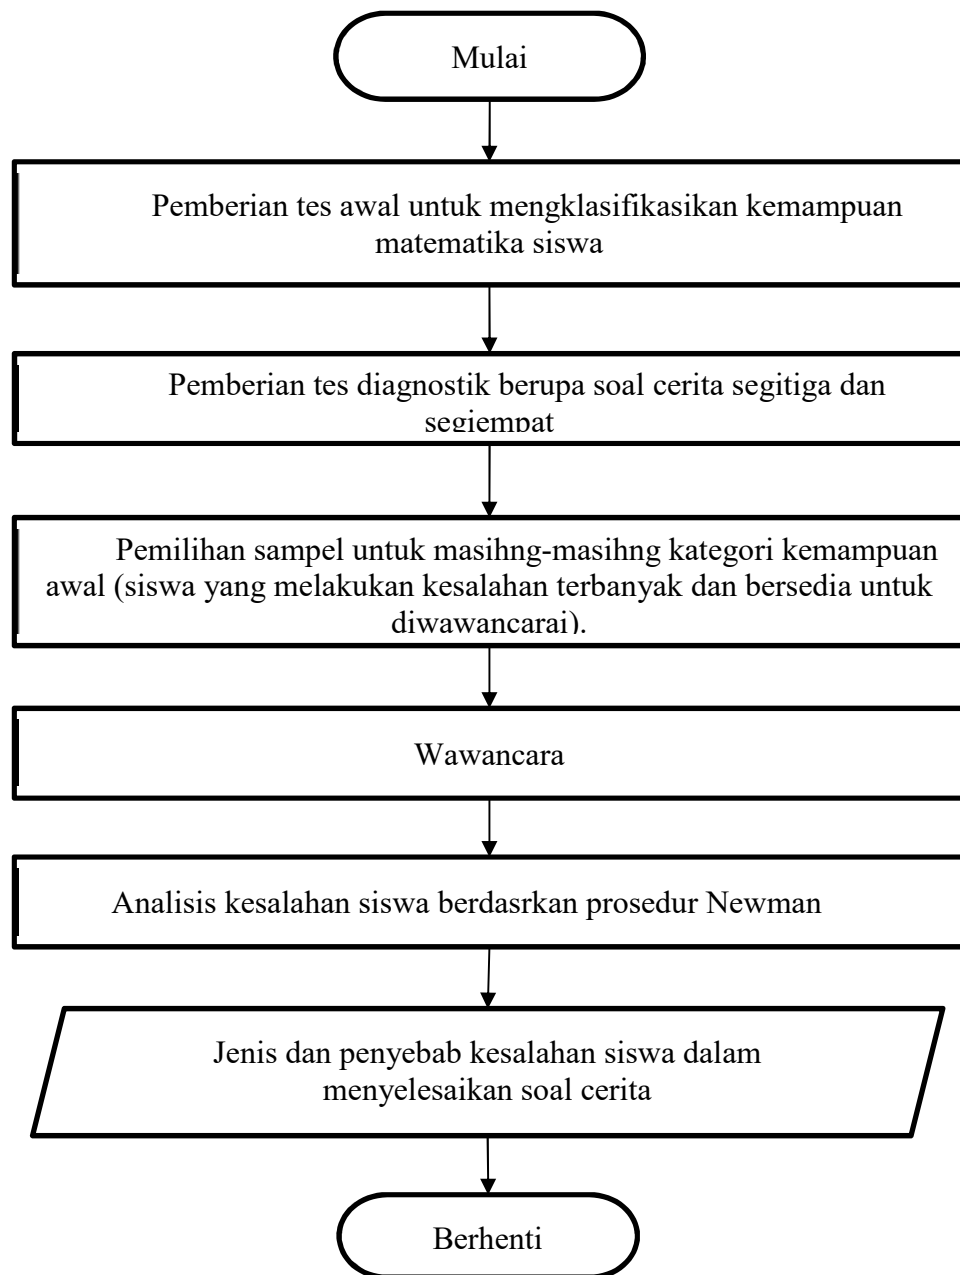 Mulai
Pemberian tes awal untuk mengklasifikasikan kemampuan
matematika siswa
Pemberian tes diagnostik berupa soal cerita segitiga dan
segiempat
Pemilihan sampel untuk masihng-masihng kategori kemampuan
awal (siswa yang melakukan kesalahan terbanyak dan bersedia untuk
diwawancarai).
Wawancara
Analisis kesalahan siswa berdasrkan prosedur Newman
Jenis dan penyebab kesalahan siswa dalam
menyelesaikan soal cerita
Berhenti